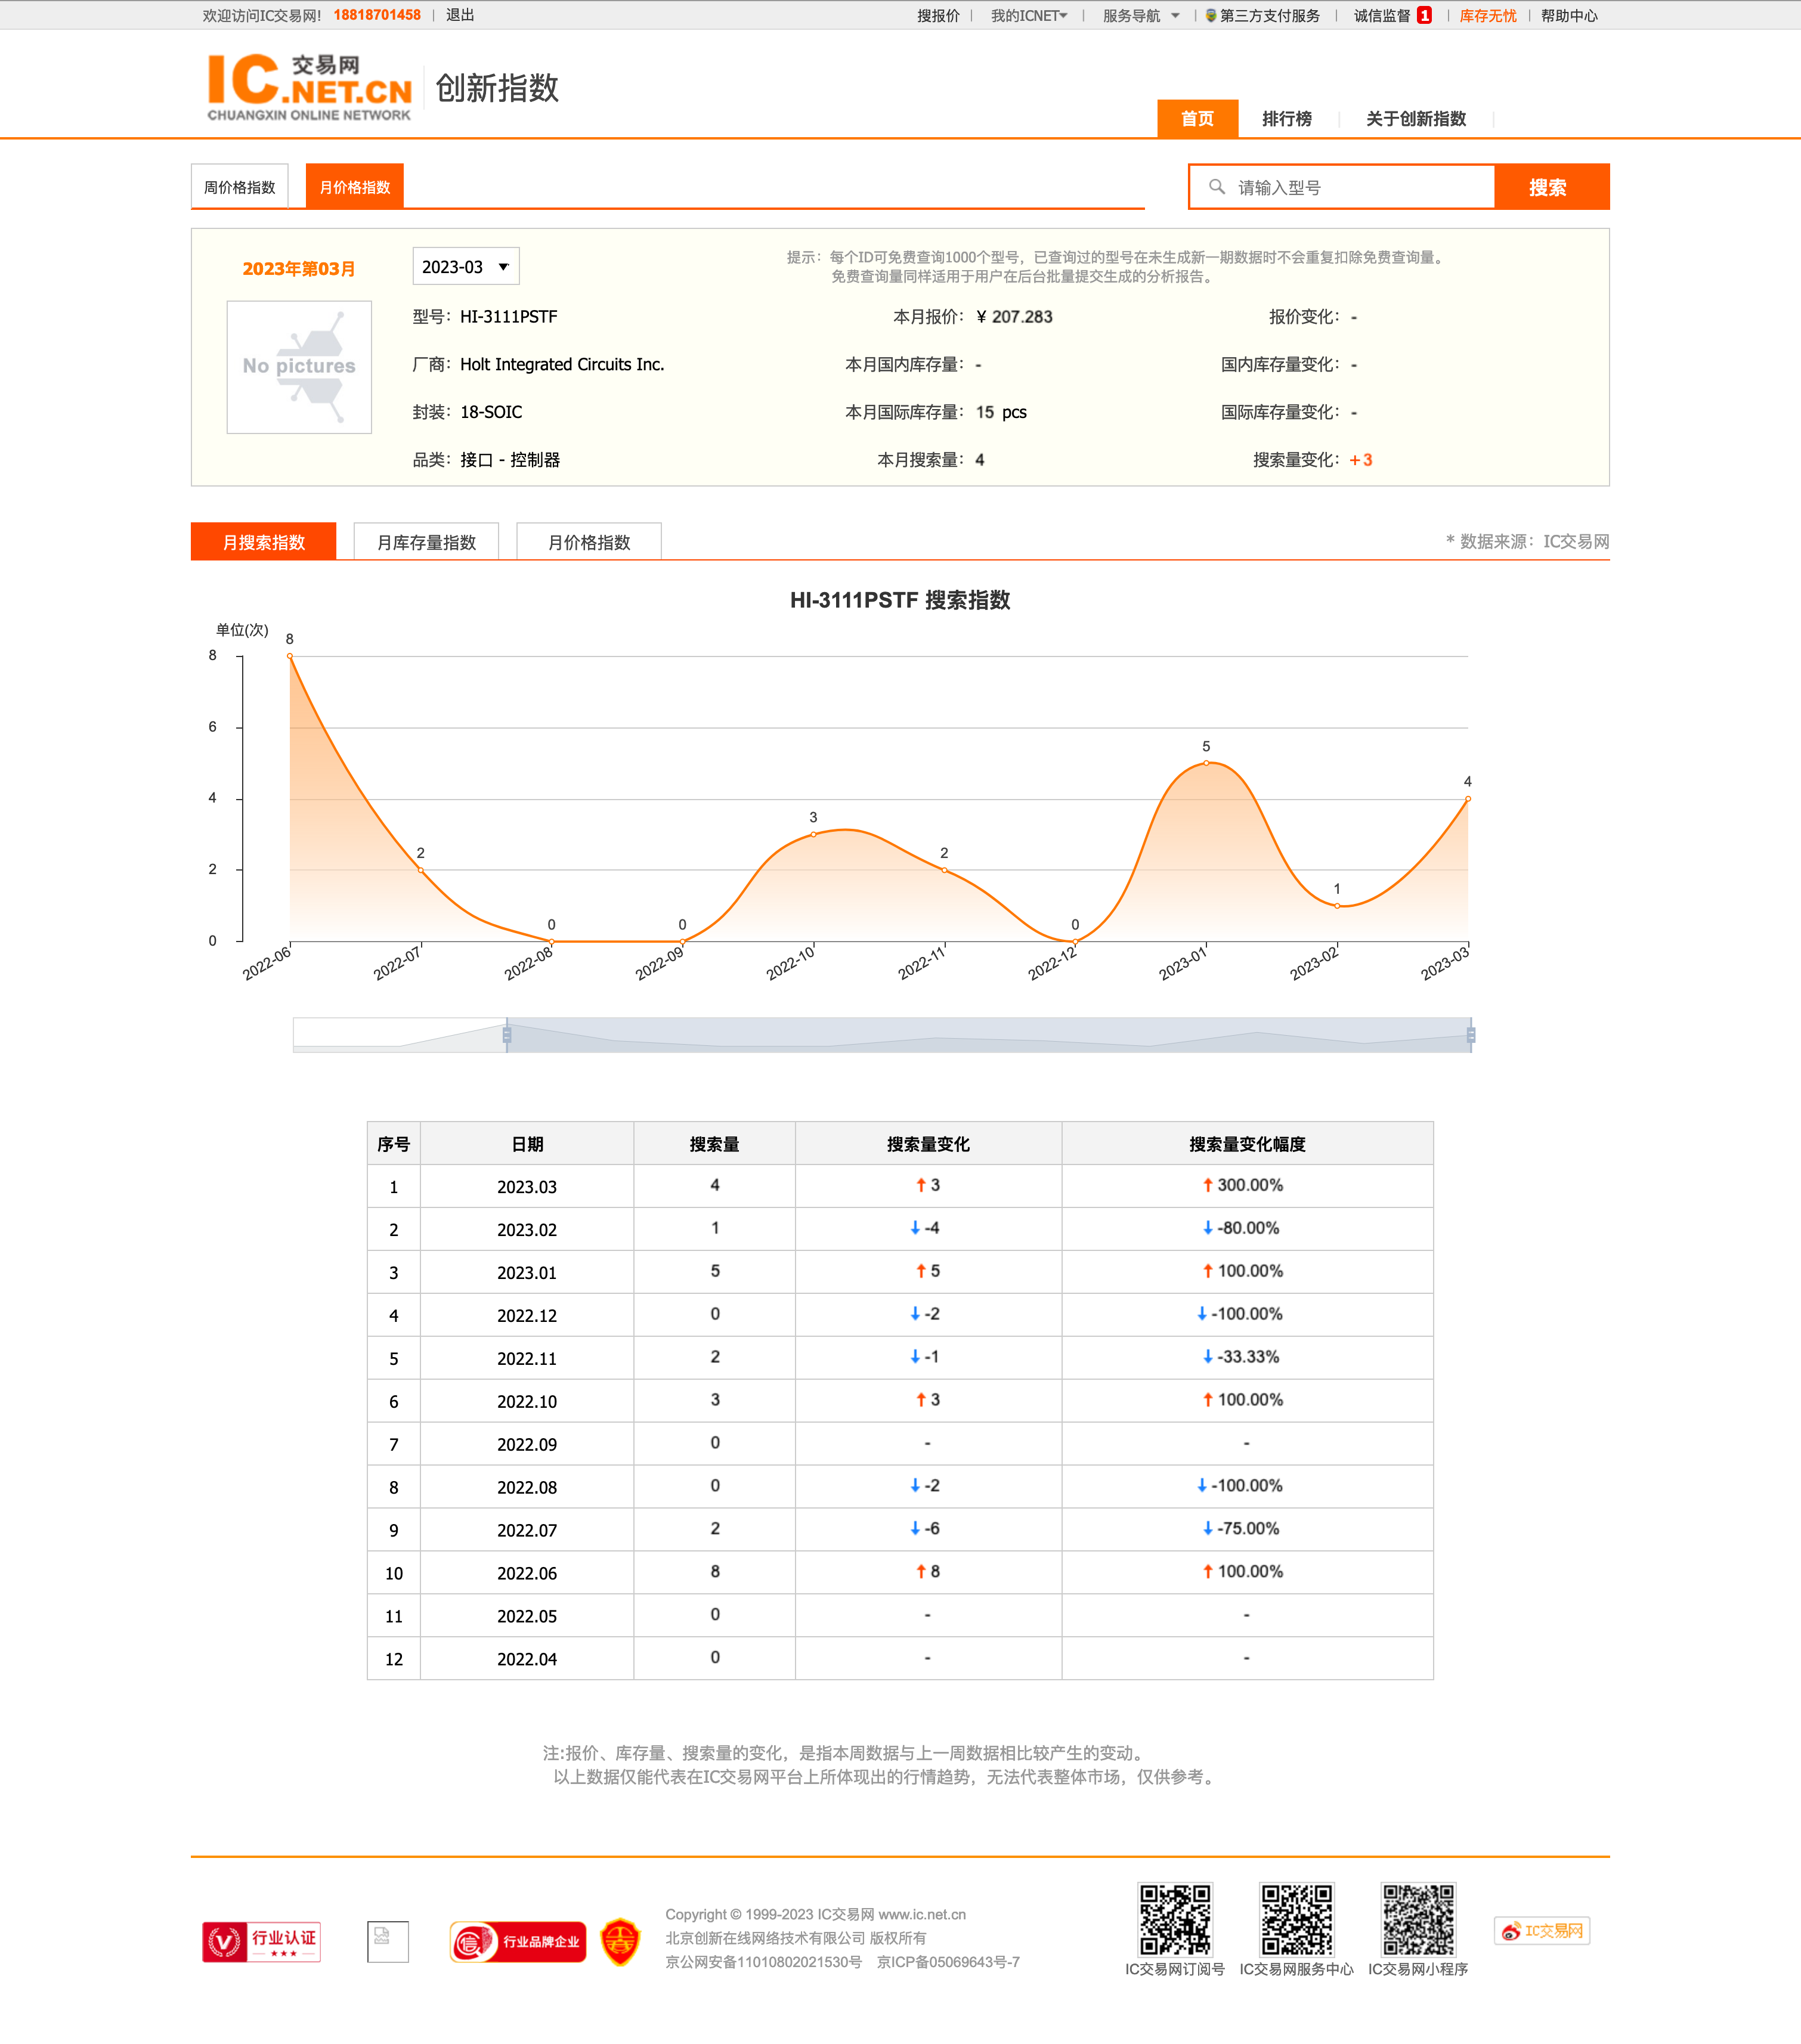 欢迎访问IC交易网! 18818701458 | 退出 搜报价 | 我的ICNET | 服务导航 | 第三方支付服务 | 诚信监督 1 | 库存无忧 | 帮助中心
IC交易网
.NET.CN
CHUANGXIN ONLINE NETWORK
创新指数
首页 排行榜 关于创新指数
周价格指数 月价格指数 请输入型号 搜索
2023年第03月 2023-03
提示：每个ID可免费查询1000个型号，已查询过的型号在未生成新一期数据时不会重复扣除免费查询量。
免费查询量同样适用于用户在后台批量提交生成的分析报告。
No pictures
型号：HI-3111PSTF 本月报价：¥ 207.283 报价变化：-
厂商：Holt Integrated Circuits Inc. 本月国内库存量：- 国内库存量变化：-
封装：18-SOIC 本月国际库存量：15 pcs 国际库存量变化：-
品类：接口 - 控制器 本月搜索量：4 搜索量变化：+3
月搜索指数 月库存量指数 月价格指数 * 数据来源：IC交易网
HI-3111PSTF 搜索指数
单位(次)
8
6
4
2
0
8 2 0 0 3 2 0 5 1 4
2022-06 2022-07 2022-08 2022-09 2022-10 2022-11 2022-12 2023-01 2023-02 2023-03
序号 日期 搜索量 搜索量变化 搜索量变化幅度
1 2023.03 4 ↑ 3 ↑ 300.00%
2 2023.02 1 ↓ -4 ↓ -80.00%
3 2023.01 5 ↑ 5 ↑ 100.00%
4 2022.12 0 ↓ -2 ↓ -100.00%
5 2022.11 2 ↓ -1 ↓ -33.33%
6 2022.10 3 ↑ 3 ↑ 100.00%
7 2022.09 0 - -
8 2022.08 0 ↓ -2 ↓ -100.00%
9 2022.07 2 ↓ -6 ↓ -75.00%
10 2022.06 8 ↑ 8 ↑ 100.00%
11 2022.05 0 - -
12 2022.04 0 - -
注:报价、库存量、搜索量的变化，是指本周数据与上一周数据相比较产生的变动。
以上数据仅能代表在IC交易网平台上所体现出的行情趋势，无法代表整体市场，仅供参考。
行业认证
信 行业品牌企业
Copyright © 1999-2023 IC交易网 www.ic.net.cn
北京创新在线网络技术有限公司 版权所有
京公网安备11010802021530号 京ICP备05069643号-7
IC交易网订阅号 IC交易网服务中心 IC交易网小程序
IC交易网